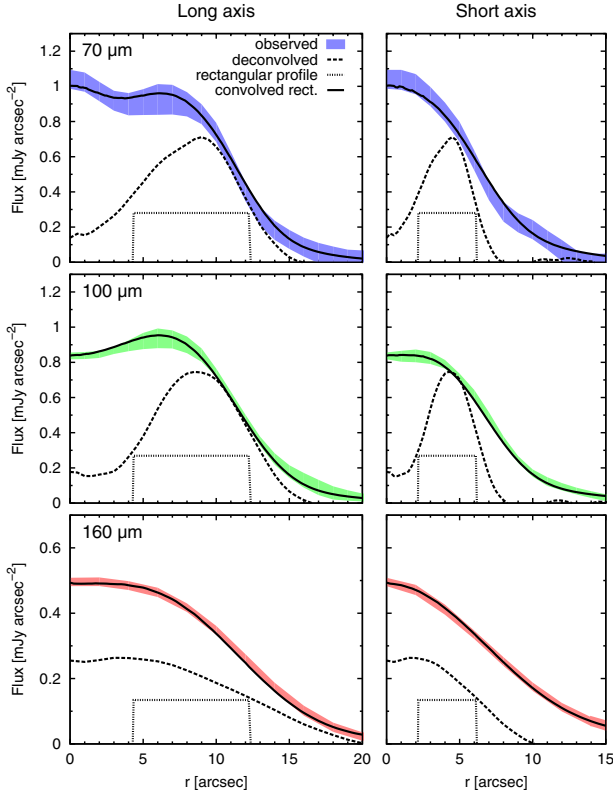 Long axis
Short axis
70 µm
observed
deconvolved
rectangular profile
convolved rect.
Flux [mJy arcsec⁻²]
0
0.2
0.4
0.6
0.8
1
1.2
100 µm
Flux [mJy arcsec⁻²]
0
0.2
0.4
0.6
0.8
1
1.2
160 µm
Flux [mJy arcsec⁻²]
0
0.2
0.4
0.6
0 5 10 15 20
0 5 10 15
r [arcsec]
r [arcsec]